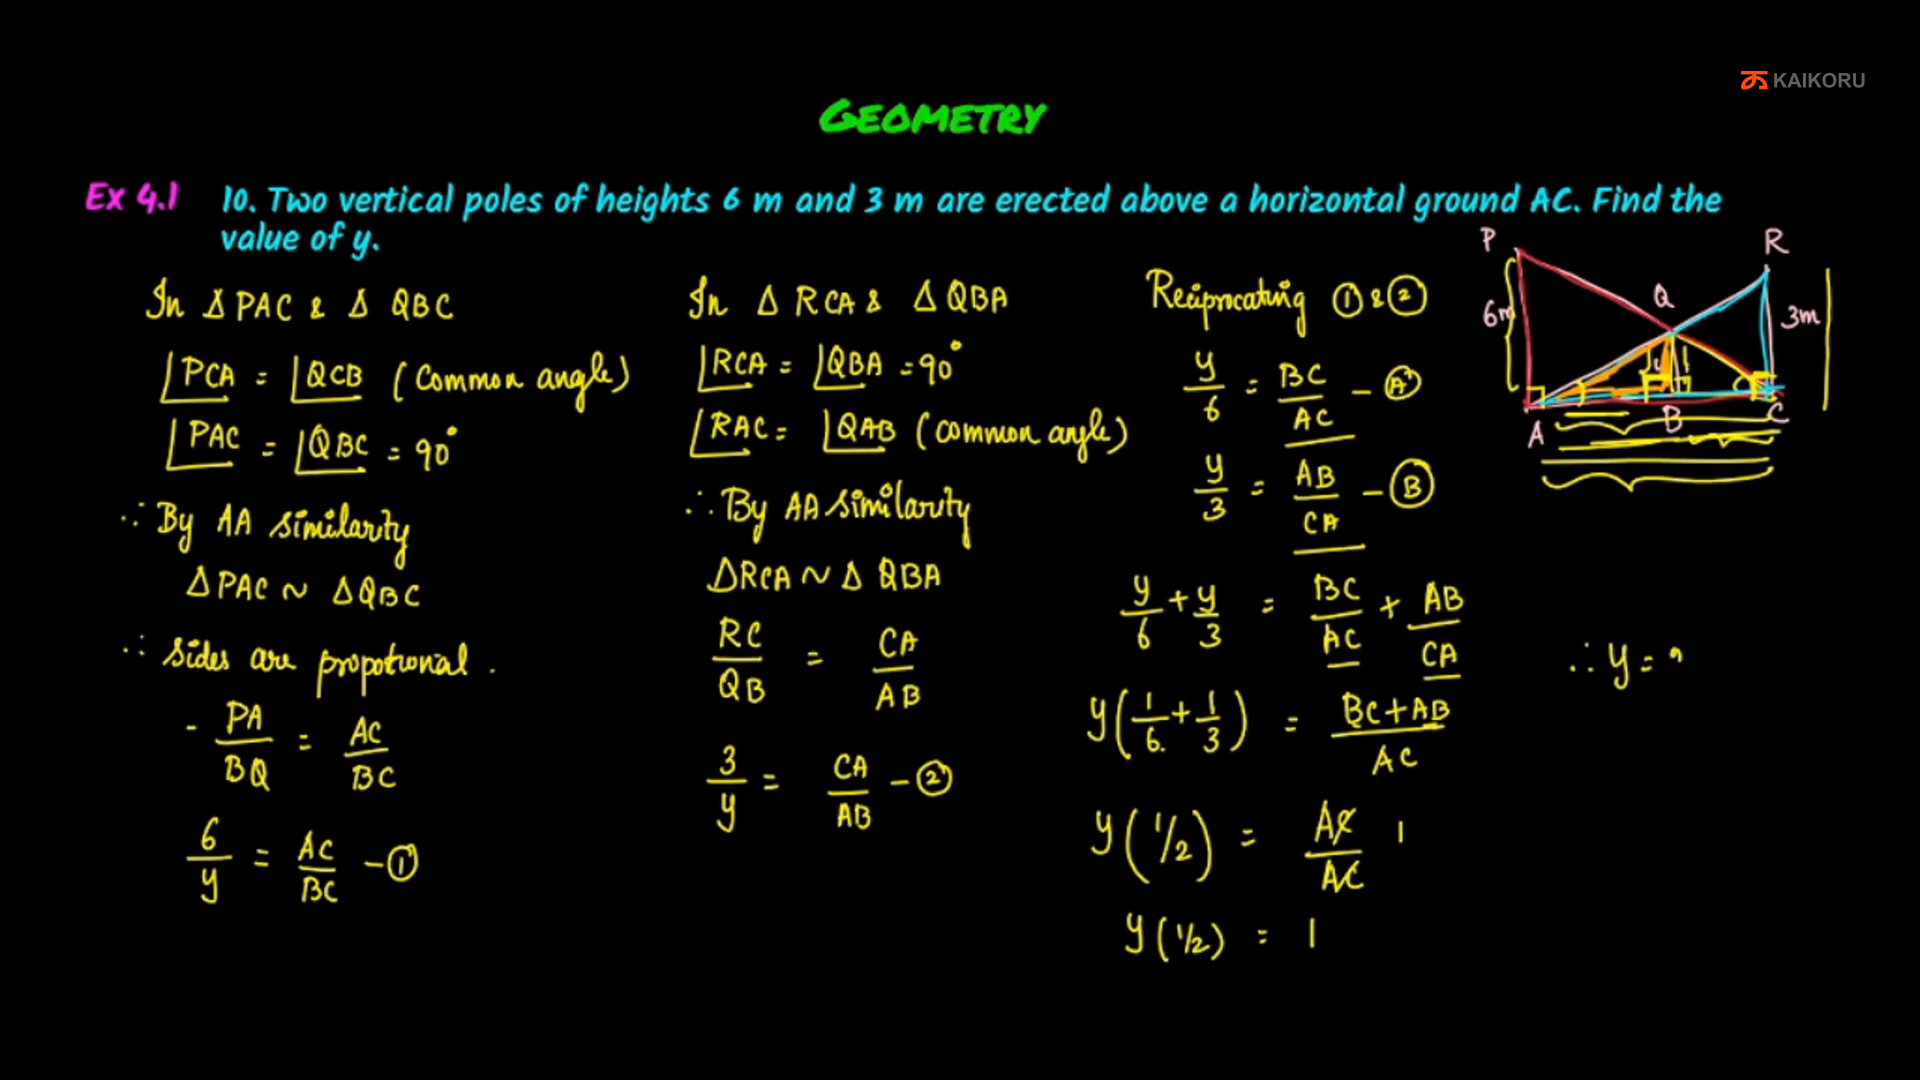 KAIKORU
GEOMETRY
Ex 4.1 10. Two vertical poles of heights 6 m and 3 m are erected above a horizontal ground AC. Find the
value of y.
In Δ PAC & Δ QBC
∠PCA = ∠QCB (Common angle)
∠PAC = ∠QBC = 90°
∴ By AA similarity
ΔPAC ~ ΔQBC
∴ sides are propotional.
PA/BQ = AC/BC
6/y = AC/BC - ①
In Δ RCA & Δ QBA
∠RCA = ∠QBA = 90°
∠RAC = ∠QAB (common angle)
∴ By AA similarity
ΔRCA ~ Δ QBA
RC/QB = CA/AB
3/y = CA/AB - ②
Reciprocating ① & ②
y/6 = BC/AC - Ⓐ
y/3 = AB/CA - Ⓑ
y/6 + y/3 = BC/AC + AB/CA
y(1/6 + 1/3) = BC+AB/AC
y(1/2) = AC/AC 1
y(1/2) = 1
P
R
Q
6m
3m
y
A
B
C
∴ y =